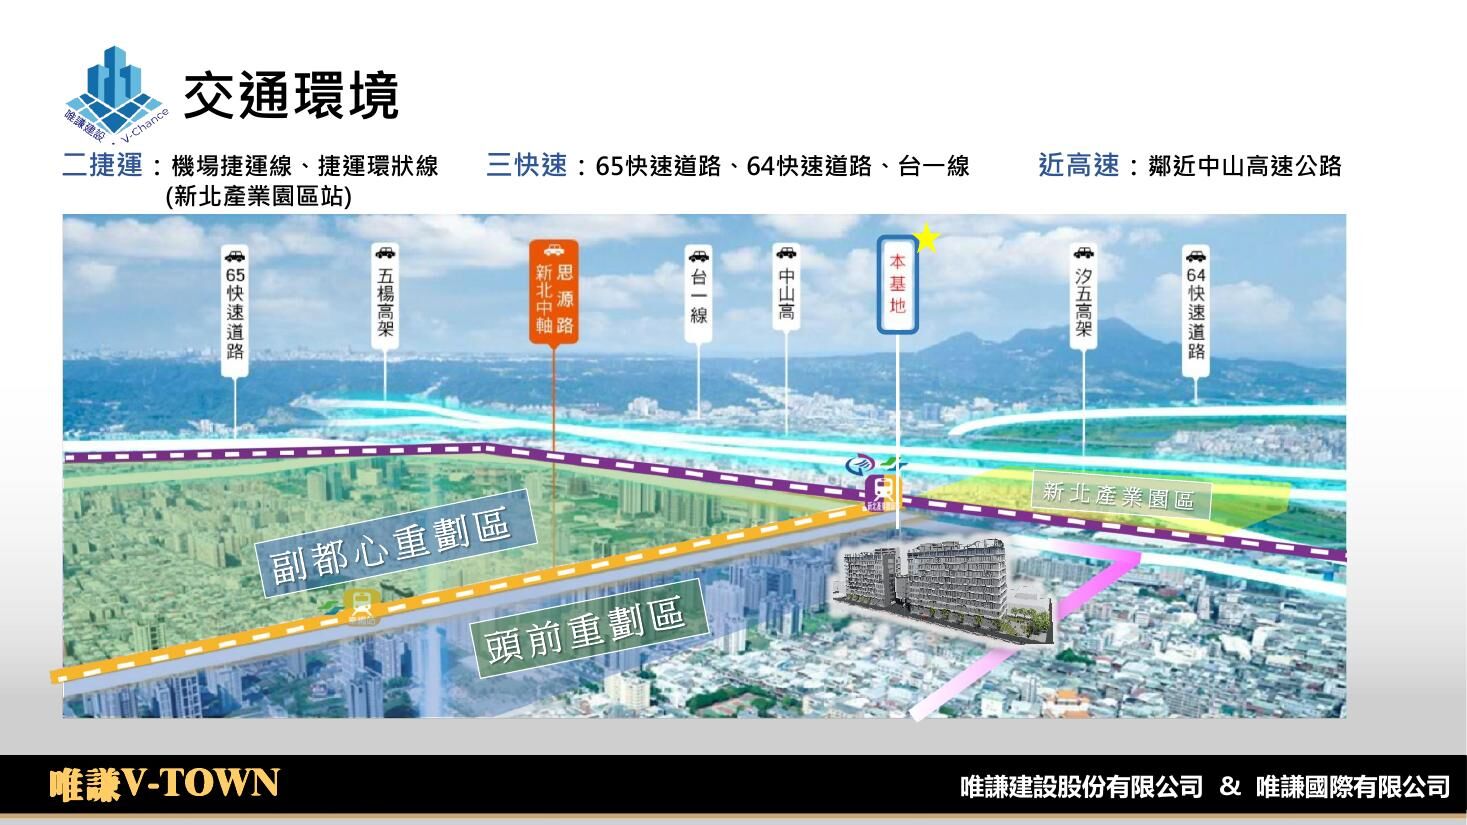 交通環境
唯謙建設 · V-Chance
二捷運：機場捷運線、捷運環狀線
(新北產業園區站)
三快速：65快速道路、64快速道路、台一線
近高速：鄰近中山高速公路
65快速道路
五楊高架
思源路
新北中軸
台一線
中山高
本基地
汐五高架
64快速道路
新北產業園區
副都心重劃區
頭前重劃區
唯謙V-TOWN
唯謙建設股份有限公司 & 唯謙國際有限公司